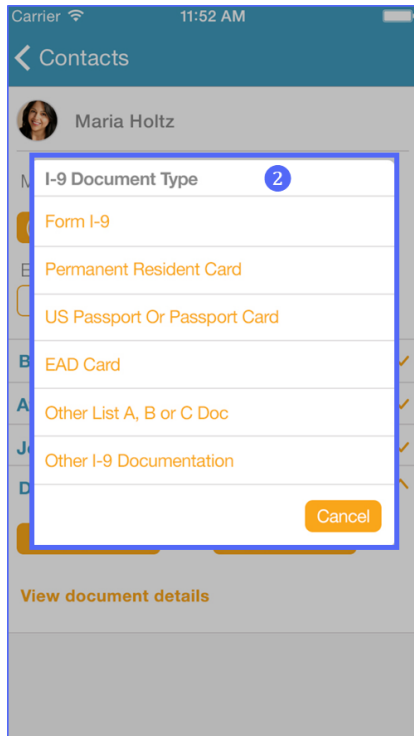 Carrier 11:52 AM
Contacts
Maria Holtz
M
I-9 Document Type 2
Form I-9
E
Permanent Resident Card
US Passport Or Passport Card
B
EAD Card
A
Other List A, B or C Doc
J
Other I-9 Documentation
D
Cancel
View document details